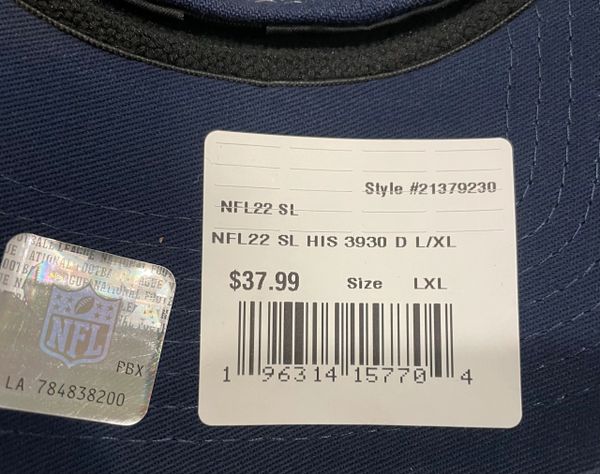 Style #21379230
NFL22 SL
NFL22 SL HIS 3930 D L/XL
$37.99 Size LXL
1 96314 15770 4
NFL
PBX
LA 784838200